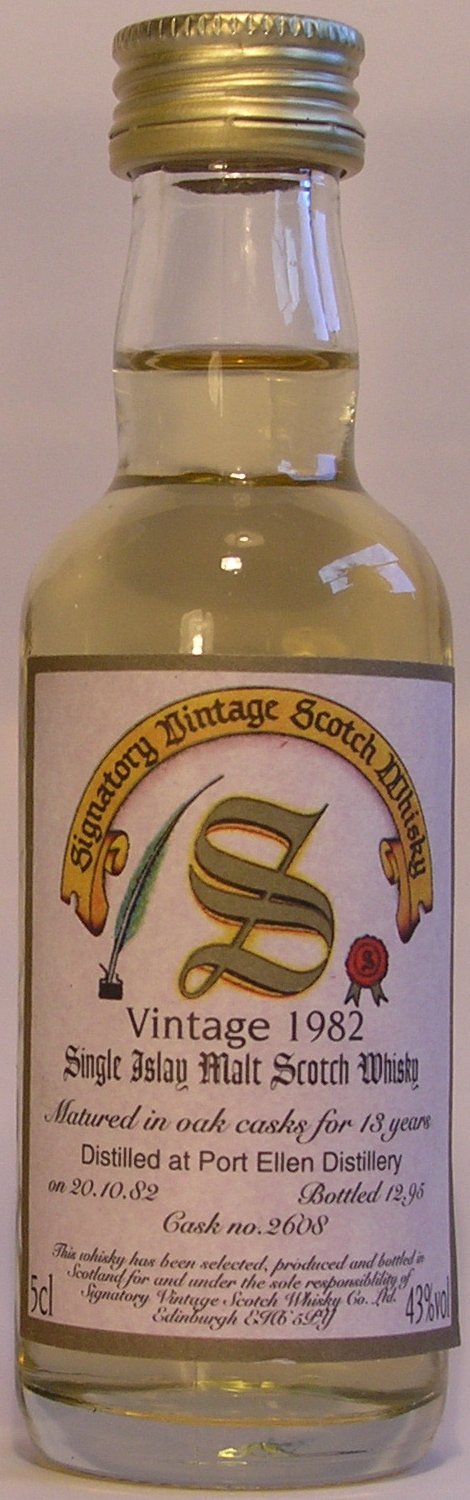 Signatory Vintage Scotch Whisky
S
S
Vintage 1982
Single Islay Malt Scotch Whisky
Matured in oak casks for 13 years
Distilled at Port Ellen Distillery
on 20.10.82 Bottled 12.95
Cask no.2608
This whisky has been selected, produced and bottled in
Scotland for and under the sole responsiblility of
Signatory Vintage Scotch Whisky Co. Ltd.
Edinburgh EH6 5PY
5cl 43%vol